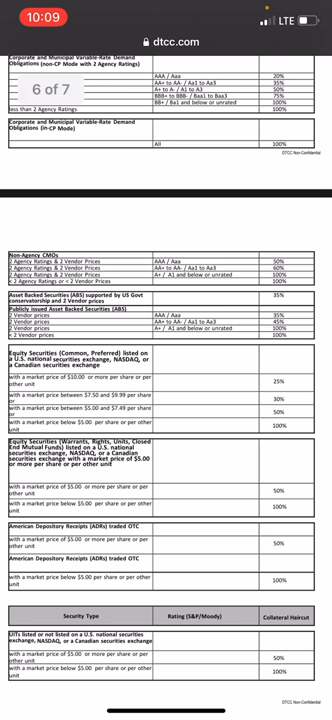 10:09
LTE
dtcc.com
Corporate and Municipal Variable-Rate Demand
Obligations (non-CP Mode with 2 Agency Ratings)
6 of 7
AAA / Aaa 20%
AA+ to AA- / Aa1 to Aa3 35%
A+ to A- / A1 to A3 50%
BBB+ to BBB- / Baa1 to Baa3 75%
BB+ / Ba1 and below or unrated 100%
less than 2 Agency Ratings 100%
Corporate and Municipal Variable-Rate Demand
Obligations (in-CP Mode)
All 100%
DTCC Non-Confidential
Non-Agency CMOs
2 Agency Ratings & 2 Vendor Prices AAA / Aaa 50%
2 Agency Ratings & 2 Vendor Prices AA+ to AA- / Aa1 to Aa3 60%
2 Agency Ratings & 2 Vendor Prices A+ / A1 and below or unrated 100%
< 2 Agency Ratings or < 2 Vendor Prices 100%
Asset Backed Securities (ABS) supported by US Govt 35%
conservatorship and 2 Vendor prices
Publicly issued Asset Backed Securities (ABS)
2 Vendor prices AAA / Aaa 35%
2 Vendor prices AA+ to AA- / Aa1 to Aa3 45%
2 Vendor prices A+ / A1 and below or unrated 100%
< 2 Vendor prices 100%
Equity Securities (Common, Preferred) listed on
a U.S. national securities exchange, NASDAQ, or
a Canadian securities exchange
with a market price of $10.00 or more per share or per
other unit 25%
with a market price between $7.50 and $9.99 per share
or 30%
with a market price between $5.00 and $7.49 per share
or 50%
with a market price below $5.00 per share or per other
unit 100%
Equity Securities (Warrants, Rights, Units, Closed
End Mutual Funds) listed on a U.S. national
securities exchange, NASDAQ, or a Canadian
securities exchange with a market price of $5.00
or more per share or per other unit
with a market price of $5.00 or more per share or per
other unit 50%
with a market price below $5.00 per share or per other
unit 100%
American Depository Receipts (ADRs) traded OTC
with a market price of $5.00 or more per share or per
other unit 50%
American Depository Receipts (ADRs) traded OTC
with a market price below $5.00 per share or per other
unit 100%
Security Type Rating (S&P/Moody) Collateral Haircut
UITs listed or not listed on a U.S. national securities
exchange, NASDAQ, or a Canadian securities exchange
with a market price of $5.00 or more per share or per
other unit 50%
with a market price below $5.00 per share or per other
unit 100%
DTCC Non-Confidential